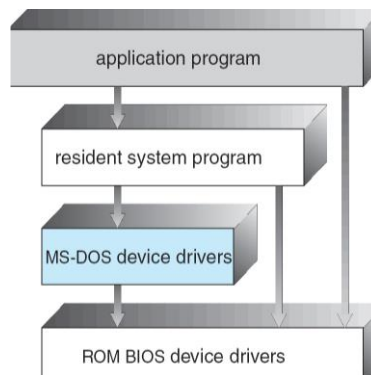 application program
resident system program
MS-DOS device drivers
ROM BIOS device drivers